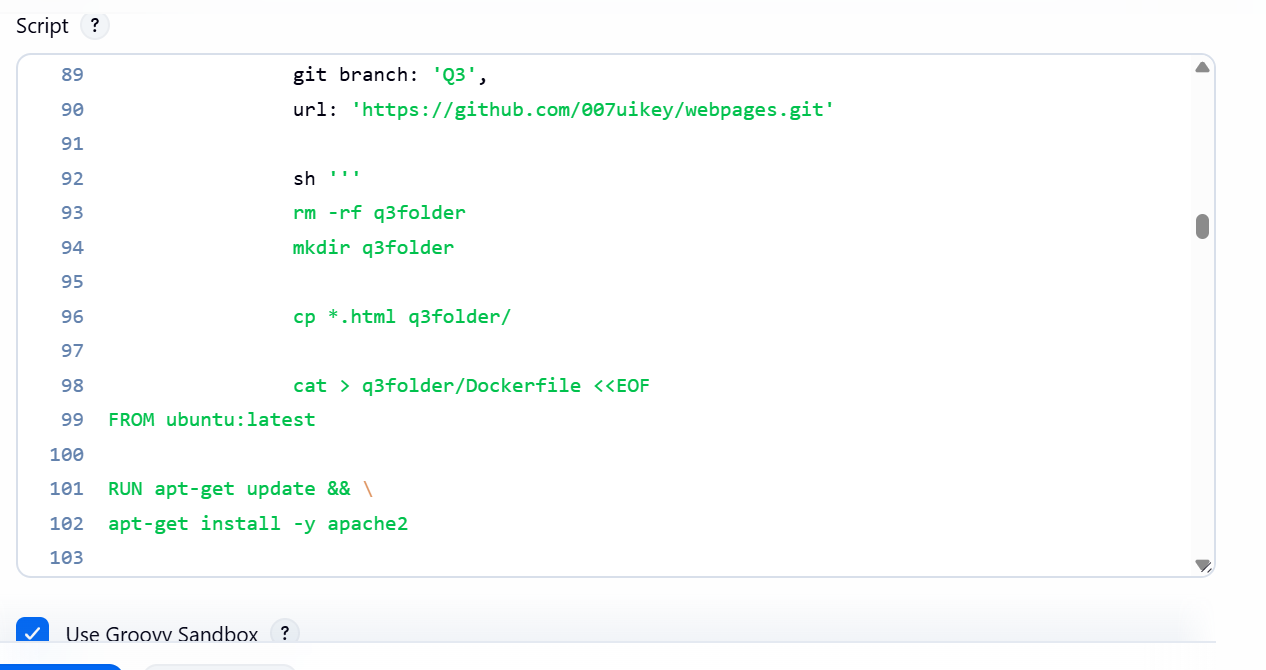 Script ?
89 git branch: 'Q3',
90 url: 'https://github.com/007uikey/webpages.git'
91
92 sh '''
93 rm -rf q3folder
94 mkdir q3folder
95
96 cp *.html q3folder/
97
98 cat > q3folder/Dockerfile <<EOF
99 FROM ubuntu:latest
100
101 RUN apt-get update && \
102 apt-get install -y apache2
103
Use Groovy Sandbox ?